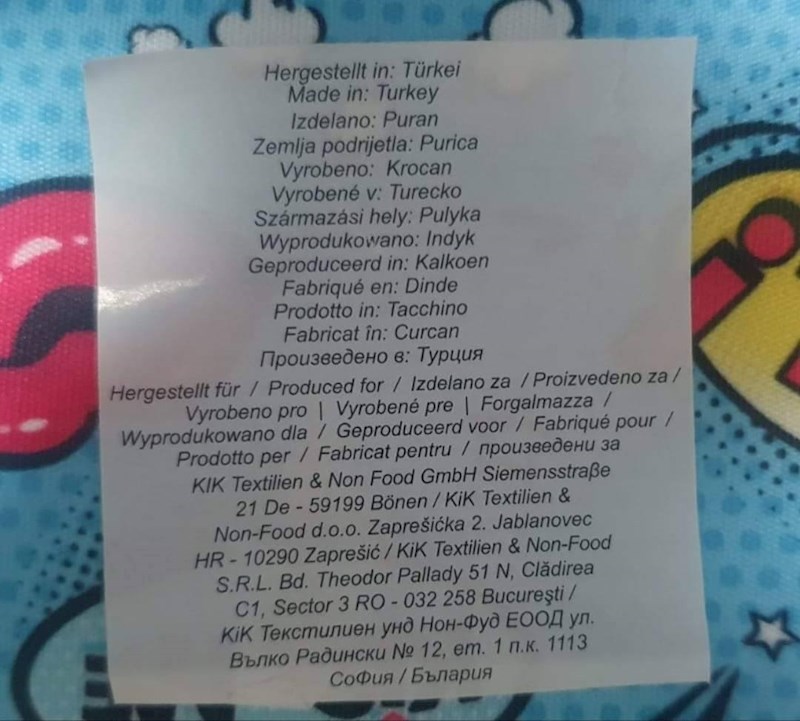 Hergestellt in: Türkei
Made in: Turkey
Izdelano: Puran
Zemlja podrijetla: Purica
Vyrobeno: Krocan
Vyrobené v: Turecko
Származási hely: Pulyka
Wyprodukowano: Indyk
Geproduceerd in: Kalkoen
Fabriqué en: Dinde
Prodotto in: Tacchino
Fabricat în: Curcan
Произведено в: Турция
Hergestellt für / Produced for / Izdelano za / Proizvedeno za /
Vyrobeno pro | Vyrobené pre | Forgalmazza /
Wyprodukowano dla / Geproduceerd voor / Fabriqué pour /
Prodotto per / Fabricat pentru / произведени за
KIK Textilien & Non Food GmbH Siemensstraße
21 De - 59199 Bönen / KiK Textilien &
Non-Food d.o.o. Zaprešićka 2. Jablanovec
HR - 10290 Zaprešić / KiK Textilien & Non-Food
S.R.L. Bd. Theodor Pallady 51 N, Clădirea
C1, Sector 3 RO - 032 258 Bucureşti /
KiK Текстилиен унд Нон-Фуд ЕООД ул.
Вълко Радински № 12, ет. 1 п.к. 1113
СоФия / България